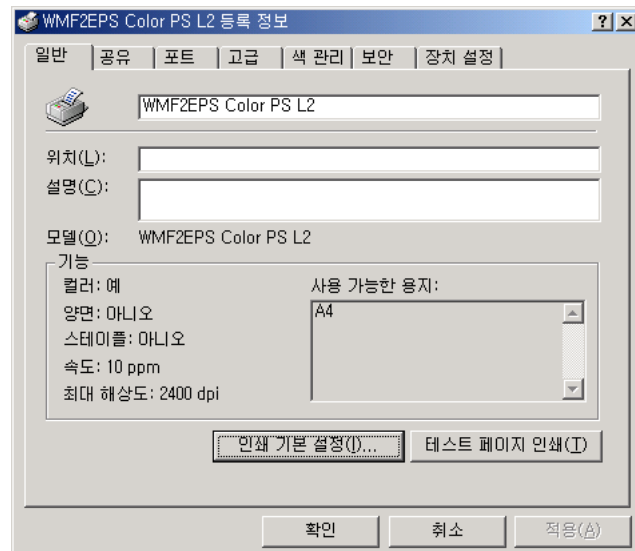 WMF2EPS Color PS L2 등록 정보
일반 공유 포트 고급 색 관리 보안 장치 설정
WMF2EPS Color PS L2
위치(L):
설명(C):
모델(O): WMF2EPS Color PS L2
기능
컬러: 예
사용 가능한 용지:
양면: 아니오
A4
스테이플: 아니오
속도: 10 ppm
최대 해상도: 2400 dpi
인쇄 기본 설정(I)... 테스트 페이지 인쇄(T)
확인 취소 적용(A)